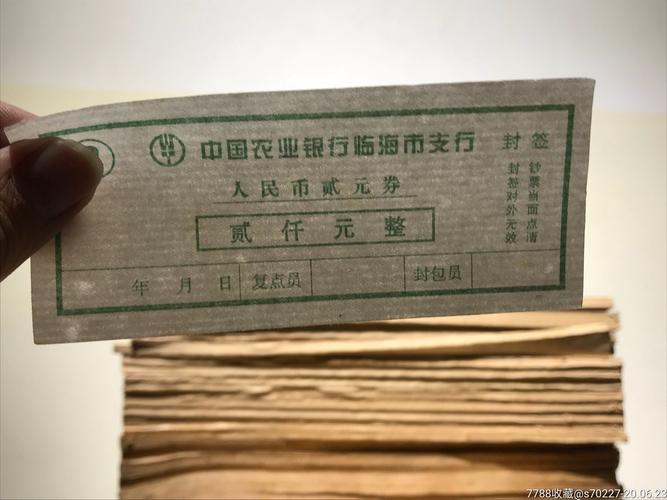 中国农业银行临海市支行
人民币贰元券
贰仟元整
年 月 日 复点员 封包员
封签
钞票当面点清
封签对外无效
7788收藏@s70227-20.06.23